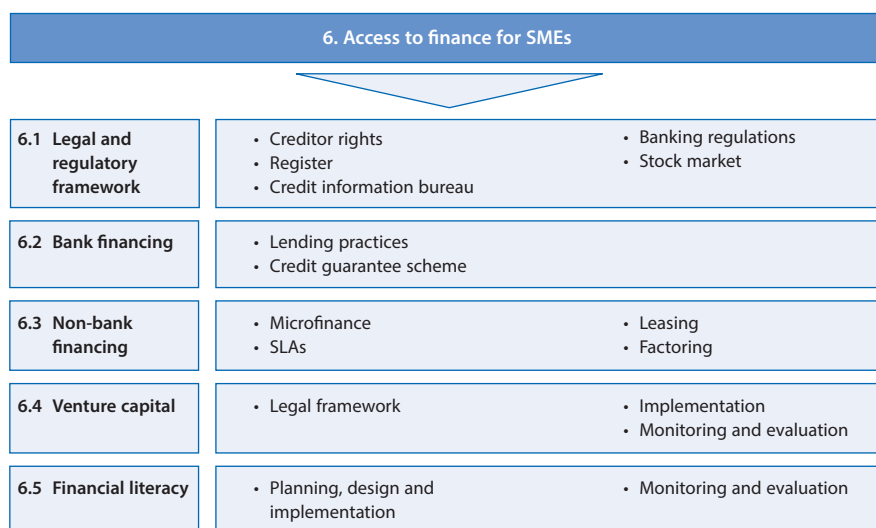 6. Access to finance for SMEs
6.1 Legal and
regulatory
framework
• Creditor rights
• Register
• Credit information bureau
• Banking regulations
• Stock market
6.2 Bank financing
• Lending practices
• Credit guarantee scheme
6.3 Non-bank
financing
• Microfinance
• SLAs
• Leasing
• Factoring
6.4 Venture capital
• Legal framework
• Implementation
• Monitoring and evaluation
6.5 Financial literacy
• Planning, design and
implementation
• Monitoring and evaluation